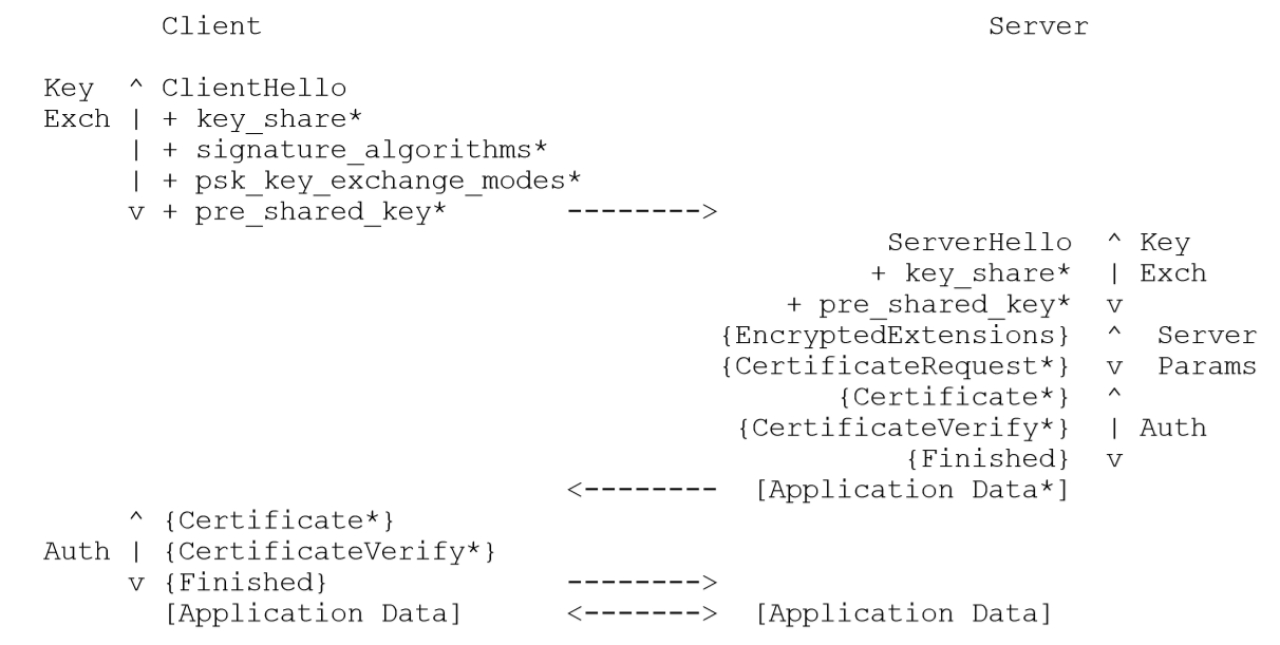 Client Server
Key ^ ClientHello
Exch | + key_share*
| + signature_algorithms*
| + psk_key_exchange_modes*
v + pre_shared_key* -------->
ServerHello ^ Key
+ key_share* | Exch
+ pre_shared_key* v
{EncryptedExtensions} ^ Server
{CertificateRequest*} v Params
{Certificate*} ^
{CertificateVerify*} | Auth
{Finished} v
<-------- [Application Data*]
^ {Certificate*}
Auth | {CertificateVerify*}
v {Finished} -------->
[Application Data] <-------> [Application Data]